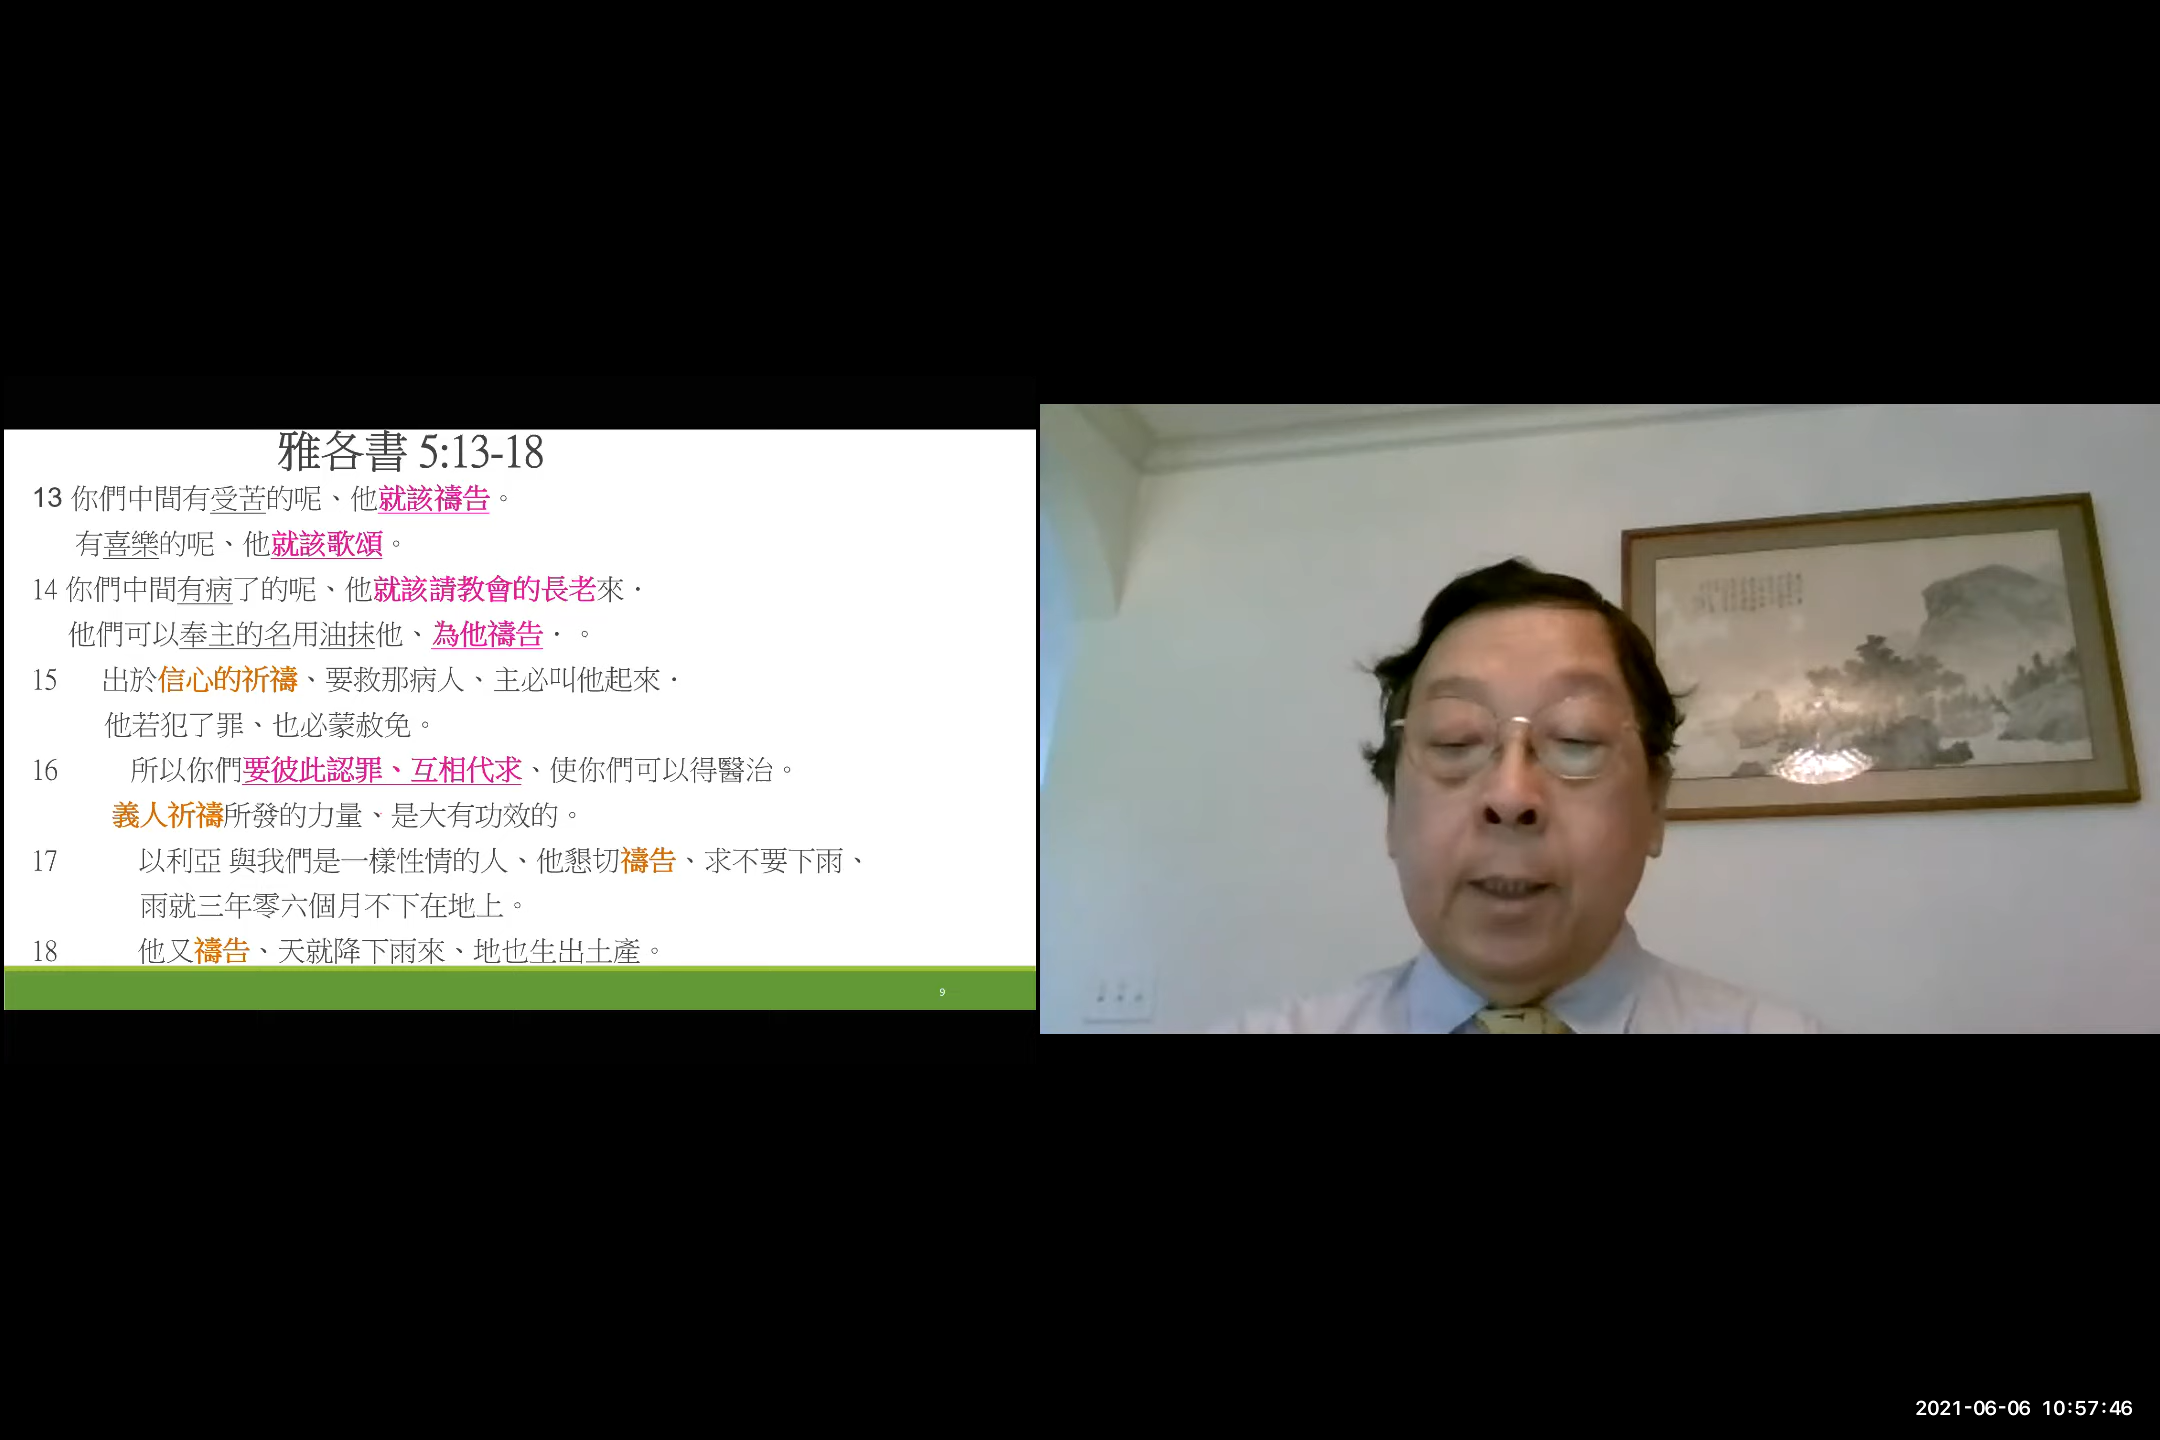 雅各書 5:13-18
13 你們中間有受苦的呢、他就該禱告。
有喜樂的呢、他就該歌頌。
14 你們中間有病了的呢、他就該請教會的長老來．
他們可以奉主的名用油抹他、為他禱告．。
15 出於信心的祈禱、要救那病人、主必叫他起來．
他若犯了罪、也必蒙赦免。
16 所以你們要彼此認罪、互相代求、使你們可以得醫治。
義人祈禱所發的力量、是大有功效的。
17 以利亞 與我們是一樣性情的人、他懇切禱告、求不要下雨、
雨就三年零六個月不下在地上。
18 他又禱告、天就降下雨來、地也生出土產。
9
2021-06-06 10:57:46